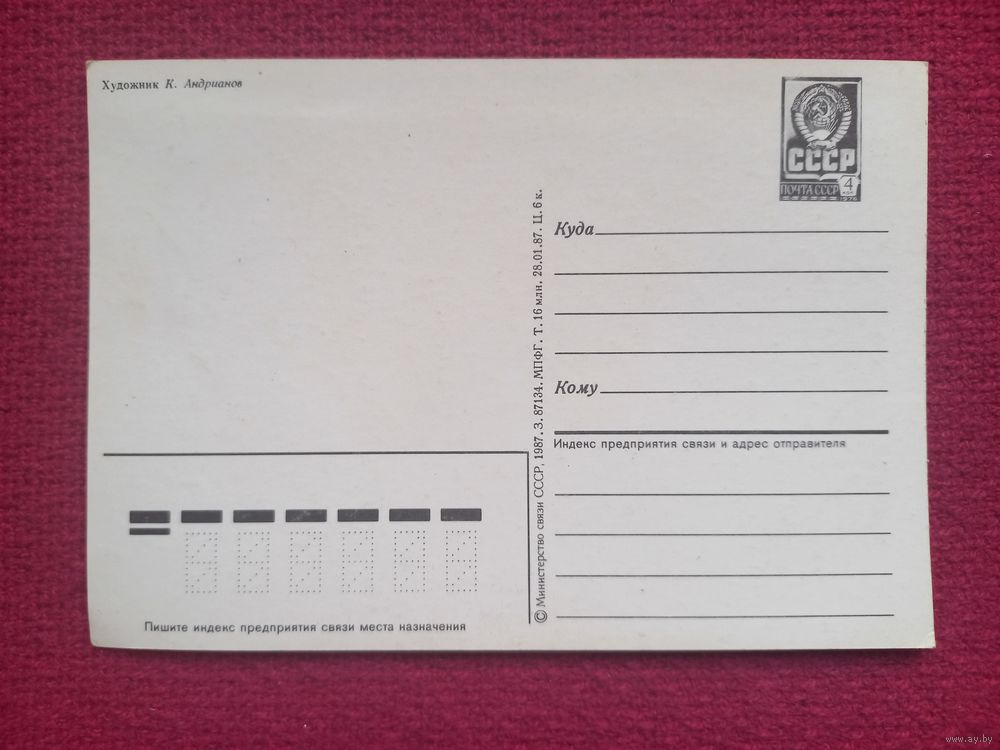 Художник К. Андрианов
СССР
ПОЧТА СССР
4
КОП
1976
Куда
Кому
Индекс предприятия связи и адрес отправителя
© Министерство связи СССР, 1987. З. 87134. МПФГ. Т. 16 млн. 28.01.87. Ц. 6 к.
Пишите индекс предприятия связи места назначения
www.ay.by